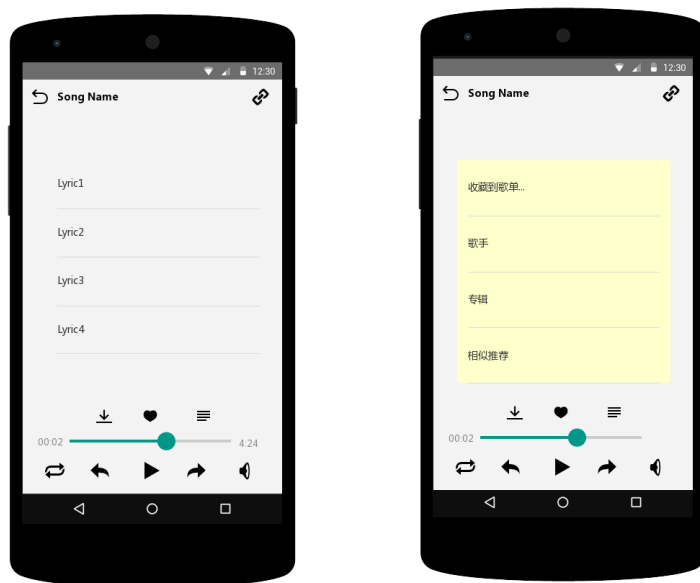 12:30
Song Name
Lyric1
Lyric2
Lyric3
Lyric4
00:02
4:24
12:30
Song Name
收藏到歌单...
歌手
专辑
相似推荐
00:02